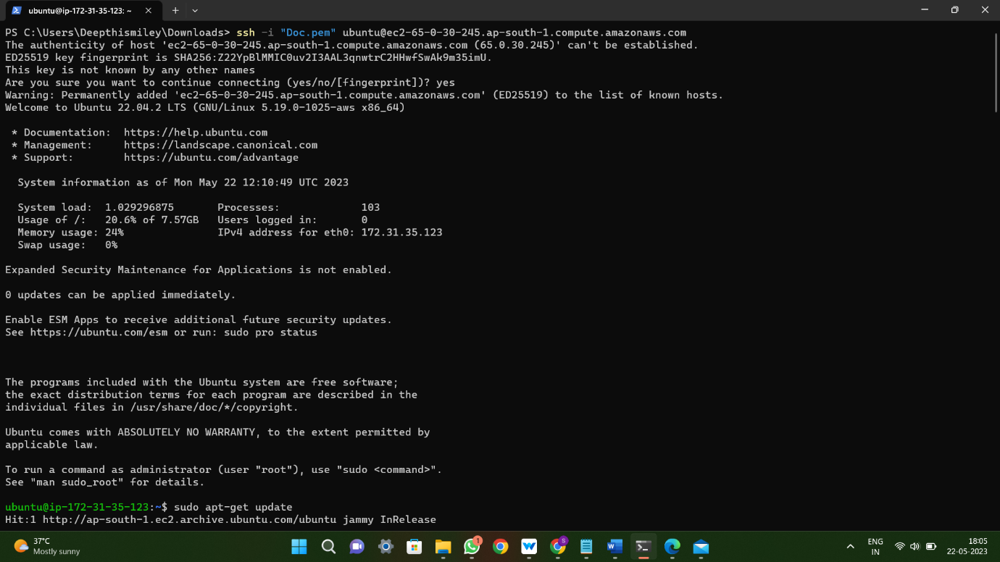 ubuntu@ip-172-31-35-123: ~
PS C:\Users\Deepthismiley\Downloads> ssh -i "Doc.pem" ubuntu@ec2-65-0-30-245.ap-south-1.compute.amazonaws.com
The authenticity of host 'ec2-65-0-30-245.ap-south-1.compute.amazonaws.com (65.0.30.245)' can't be established.
ED25519 key fingerprint is SHA256:Z22YpBlMMIC0uv2I3AAL3qnwtrC2HHwfSwAk9m35imU.
This key is not known by any other names
Are you sure you want to continue connecting (yes/no/[fingerprint])? yes
Warning: Permanently added 'ec2-65-0-30-245.ap-south-1.compute.amazonaws.com' (ED25519) to the list of known hosts.
Welcome to Ubuntu 22.04.2 LTS (GNU/Linux 5.19.0-1025-aws x86_64)
* Documentation: https://help.ubuntu.com
* Management: https://landscape.canonical.com
* Support: https://ubuntu.com/advantage
System information as of Mon May 22 12:10:49 UTC 2023
System load: 1.029296875 Processes: 103
Usage of /: 20.6% of 7.57GB Users logged in: 0
Memory usage: 24% IPv4 address for eth0: 172.31.35.123
Swap usage: 0%
Expanded Security Maintenance for Applications is not enabled.
0 updates can be applied immediately.
Enable ESM Apps to receive additional future security updates.
See https://ubuntu.com/esm or run: sudo pro status
The programs included with the Ubuntu system are free software;
the exact distribution terms for each program are described in the
individual files in /usr/share/doc/*/copyright.
Ubuntu comes with ABSOLUTELY NO WARRANTY, to the extent permitted by
applicable law.
To run a command as administrator (user "root"), use "sudo <command>".
See "man sudo_root" for details.
ubuntu@ip-172-31-35-123:~$ sudo apt-get update
Hit:1 http://ap-south-1.ec2.archive.ubuntu.com/ubuntu jammy InRelease
37°C
Mostly sunny
1
S
W
ENG
IN
18:05
22-05-2023